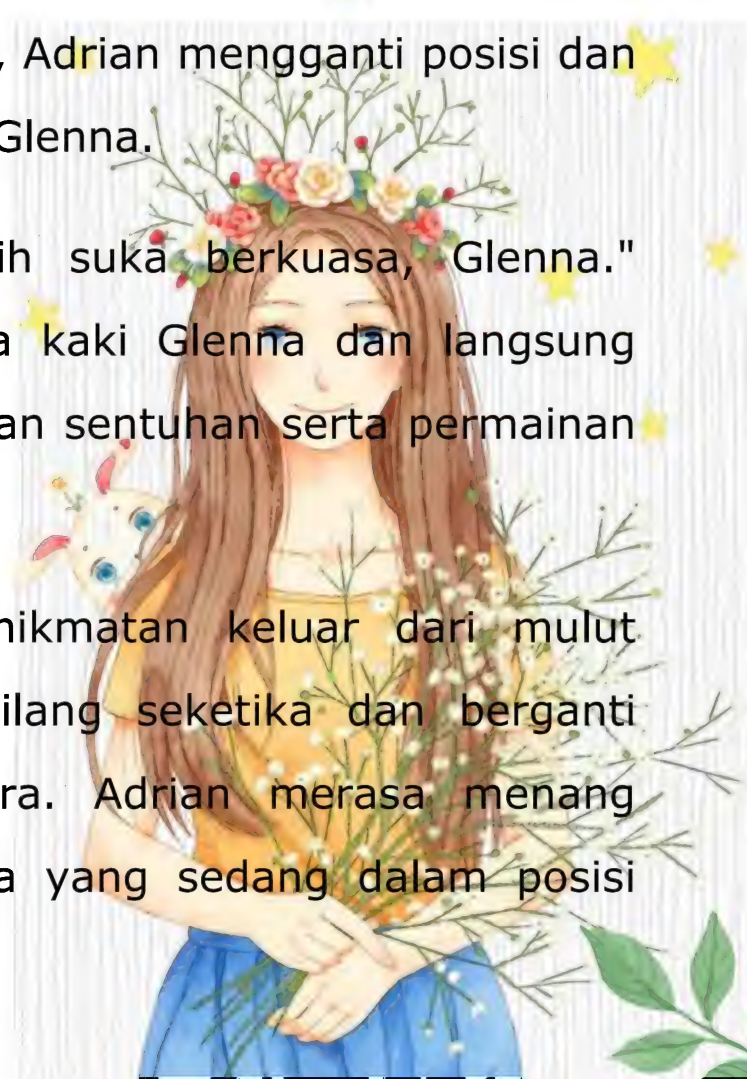 , Adrian mengganti posisi dan
Glenna.
ih suka berkuasa, Glenna."
a kaki Glenna dan langsung
an sentuhan serta permainan
nikmatan keluar dari mulut
ilang seketika dan berganti
ra. Adrian merasa menang
a yang sedang dalam posisi